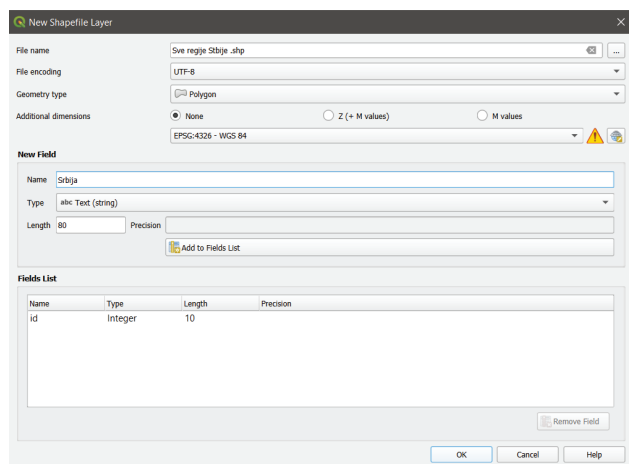 New Shapefile Layer
File name Sve regije Stbije .shp ...
File encoding UTF-8
Geometry type Polygon
Additional dimensions None Z (+ M values) M values
EPSG:4326 - WGS 84
New Field
Name Srbija
Type abc Text (string)
Length 80 Precision
Add to Fields List
Fields List
Name Type Length Precision
id Integer 10
Remove Field
OK Cancel Help